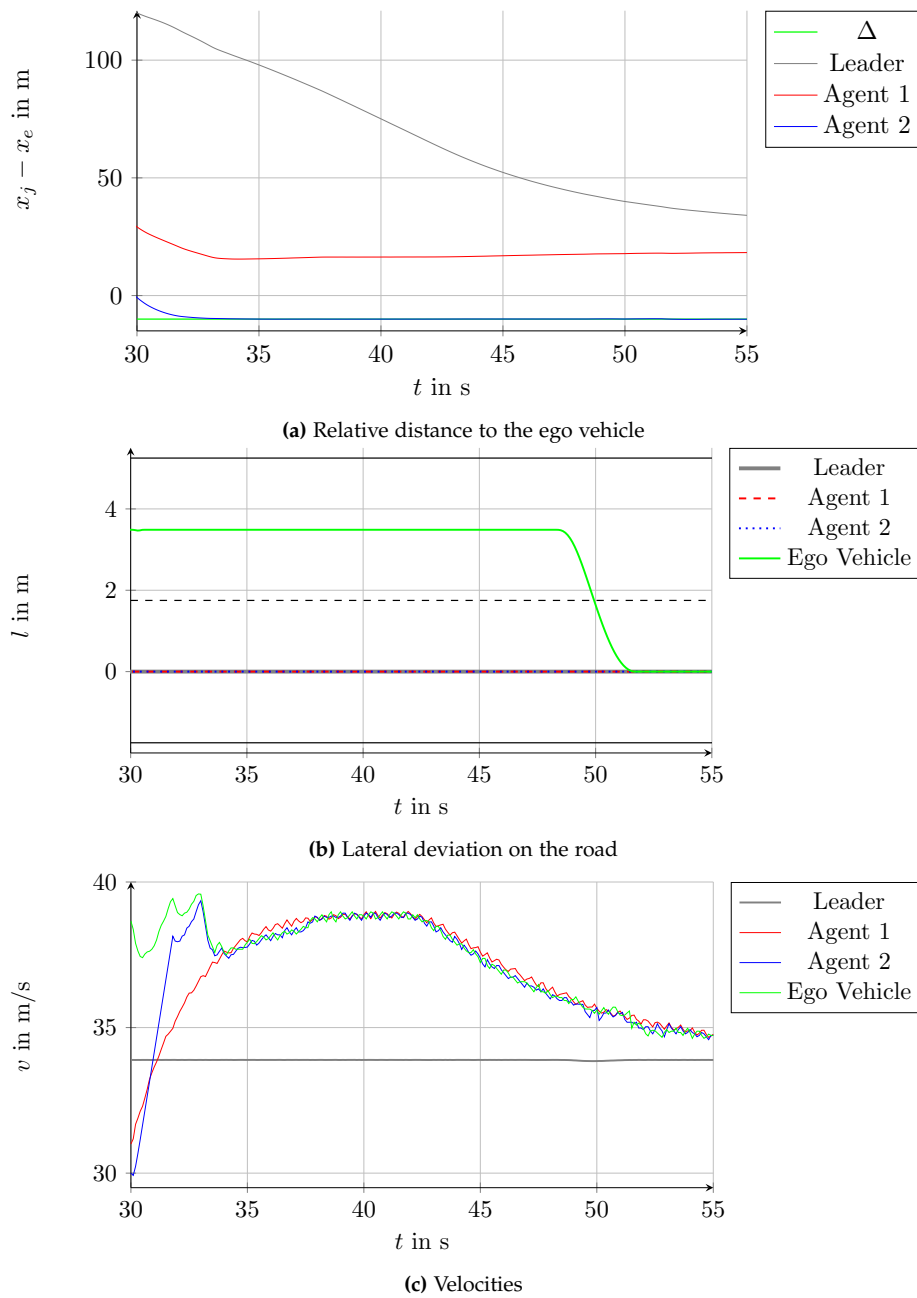 100
50
0
x_j − x_e in m
30 35 40 45 50 55
t in s
Δ
Leader
Agent 1
Agent 2
(a) Relative distance to the ego vehicle
4
2
0
l in m
30 35 40 45 50 55
t in s
Leader
Agent 1
Agent 2
Ego Vehicle
(b) Lateral deviation on the road
40
35
30
v in m/s
30 35 40 45 50 55
t in s
Leader
Agent 1
Agent 2
Ego Vehicle
(c) Velocities